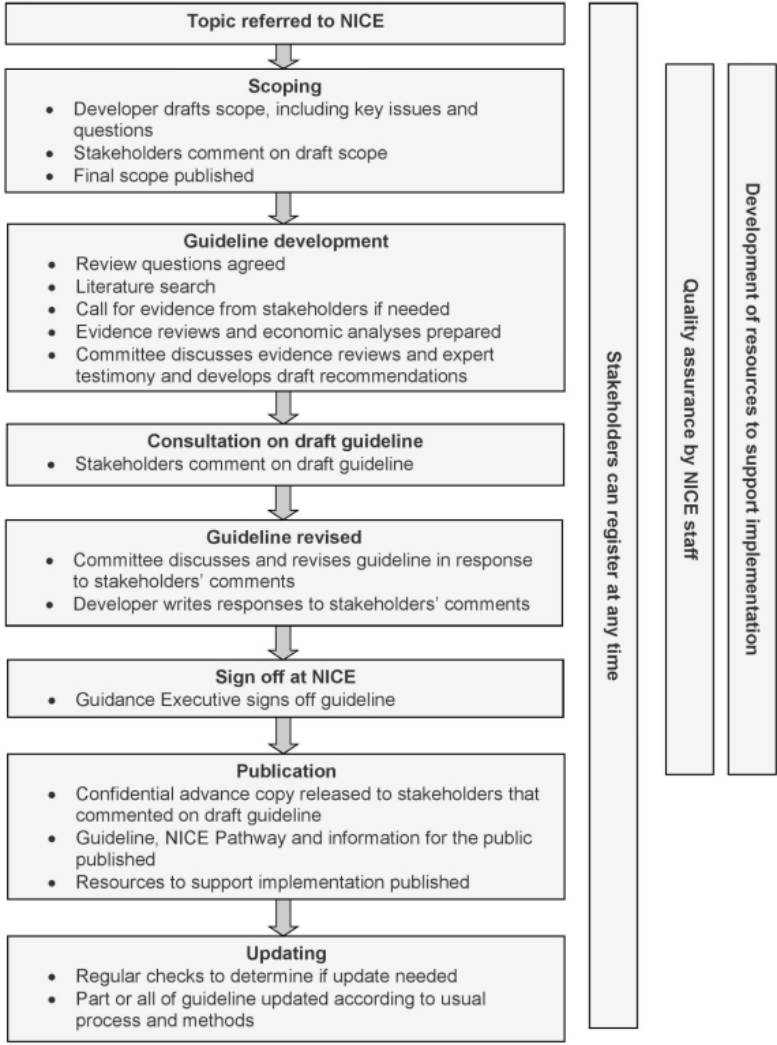 Topic referred to NICE
Scoping
• Developer drafts scope, including key issues and
questions
• Stakeholders comment on draft scope
• Final scope published
Guideline development
• Review questions agreed
• Literature search
• Call for evidence from stakeholders if needed
• Evidence reviews and economic analyses prepared
• Committee discusses evidence reviews and expert
testimony and develops draft recommendations
Consultation on draft guideline
• Stakeholders comment on draft guideline
Guideline revised
• Committee discusses and revises guideline in response
to stakeholders’ comments
• Developer writes responses to stakeholders’ comments
Sign off at NICE
• Guidance Executive signs off guideline
Publication
• Confidential advance copy released to stakeholders that
commented on draft guideline
• Guideline, NICE Pathway and information for the public
published
• Resources to support implementation published
Updating
• Regular checks to determine if update needed
• Part or all of guideline updated according to usual
process and methods
Stakeholders can register at any time
Quality assurance by NICE staff
Development of resources to support implementation